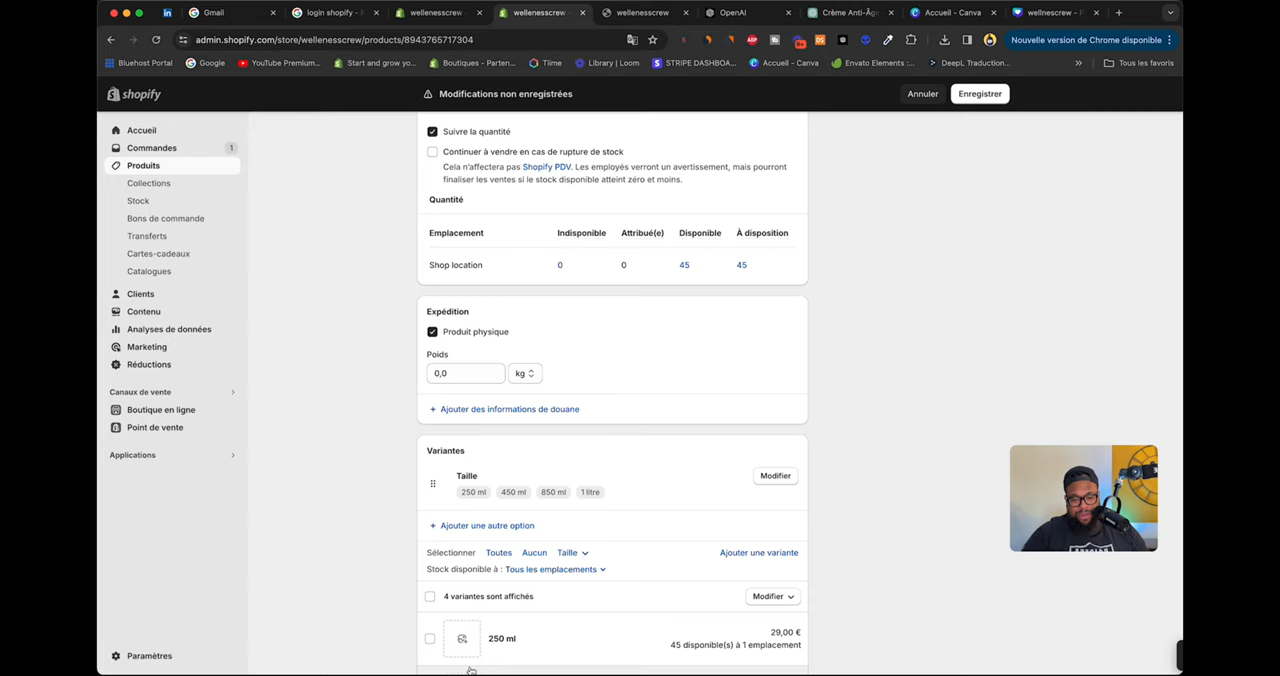 Gmail
login shopify - 
wellenesscrew
wellenesscrew
wellenesscrew
OpenAI
Crème Anti-Âge
Accueil - Canva
wellnescrew - 
admin.shopify.com/store/wellenesscrew/products/8943765717304
Nouvelle version de Chrome disponible
Bluehost Portal
Google
YouTube Premium...
Start and grow yo...
Boutiques - Parten...
Tiime
Library | Loom
STRIPE DASHBOA...
Accueil - Canva
Envato Elements :...
DeepL Traduction...
Tous les favoris
shopify
Modifications non enregistrées
Annuler
Enregistrer
Accueil
Commandes
1
Produits
Collections
Stock
Bons de commande
Transferts
Cartes-cadeaux
Catalogues
Clients
Contenu
Analyses de données
Marketing
Réductions
Canaux de vente
Boutique en ligne
Point de vente
Applications
Paramètres
Suivre la quantité
Continuer à vendre en cas de rupture de stock
Cela n'affectera pas Shopify PDV. Les employés verront un avertissement, mais pourront
finaliser les ventes si le stock disponible atteint zéro et moins.
Quantité
Emplacement Indisponible Attribué(e) Disponible À disposition
Shop location 0 0 45 45
Expédition
Produit physique
Poids
0,0 kg
+ Ajouter des informations de douane
Variantes
Taille
Modifier
250 ml 450 ml 850 ml 1 litre
+ Ajouter une autre option
Sélectionner Toutes Aucun Taille Ajouter une variante
Stock disponible à : Tous les emplacements
4 variantes sont affichés Modifier
29,00 €
250 ml
45 disponible(s) à 1 emplacement